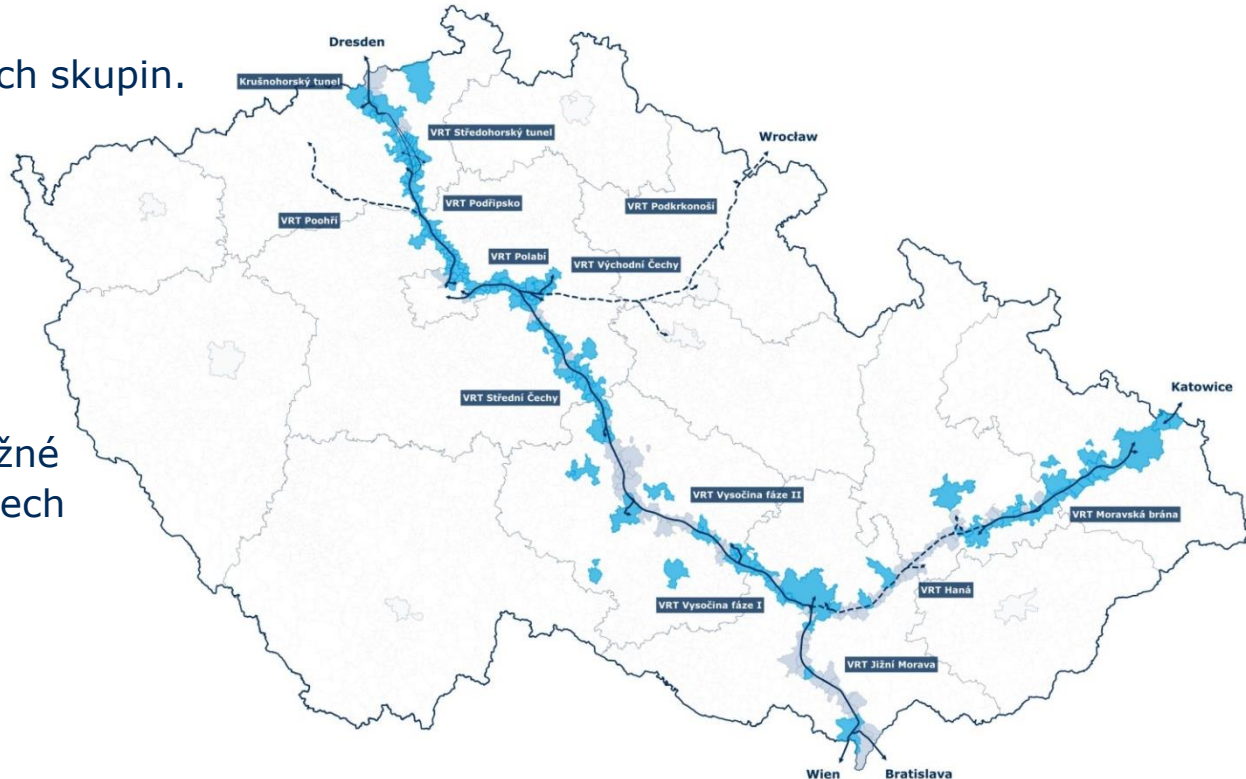 Dresden
ch skupin.
Krušnohorský tunel
VRT Středohorský tunel
Wrocław
VRT Podřipsko
VRT Podkrkonoší
VRT Poohří
VRT Polabí
VRT Východní Čechy
Katowice
VRT Střední Čechy
žné
ech
VRT Vysočina fáze II
VRT Moravská brána
VRT Haná
VRT Vysočina fáze I
VRT Jižní Morava
Wien
Bratislava